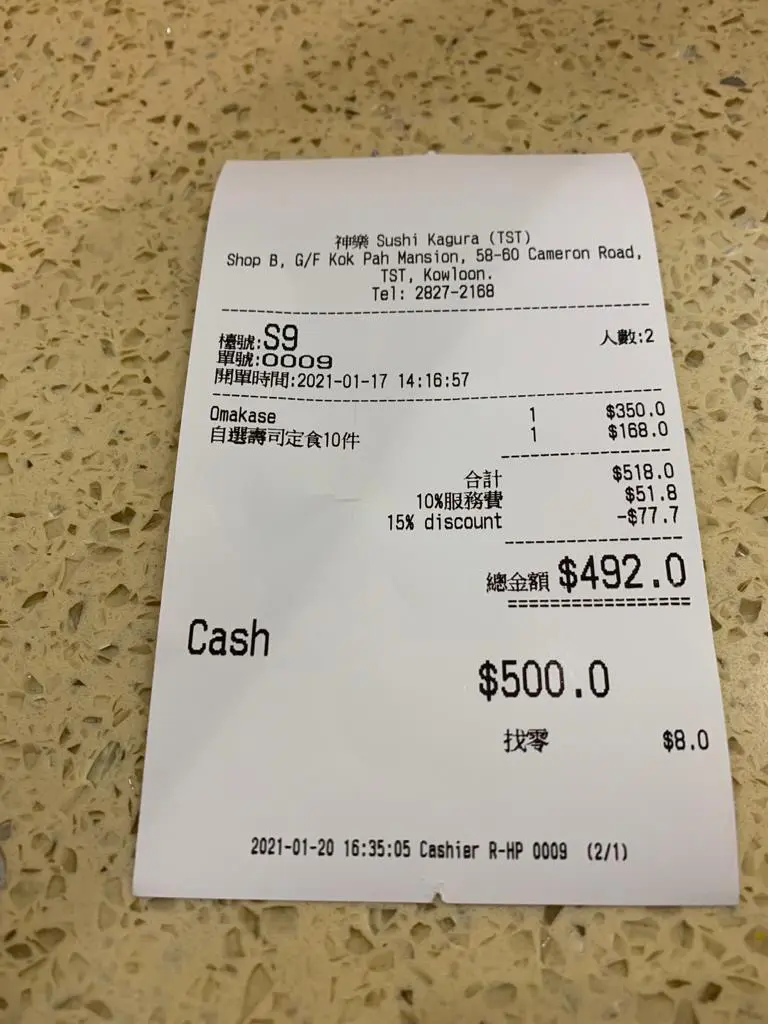 神樂 Sushi Kagura (TST)
Shop B, G/F Kok Pah Mansion, 58-60 Cameron Road,
TST, Kowloon.
Tel: 2827-2168
檯號:S9 人數:2
單號:0009
開單時間:2021-01-17 14:16:57
Omakase 1 $350.0
自選壽司定食10件 1 $168.0
合計 $518.0
10%服務費 $51.8
15% discount -$77.7
總金額 $492.0
Cash
$500.0
找零 $8.0
2021-01-20 16:35:05 Cashier R-HP 0009 (2/1)